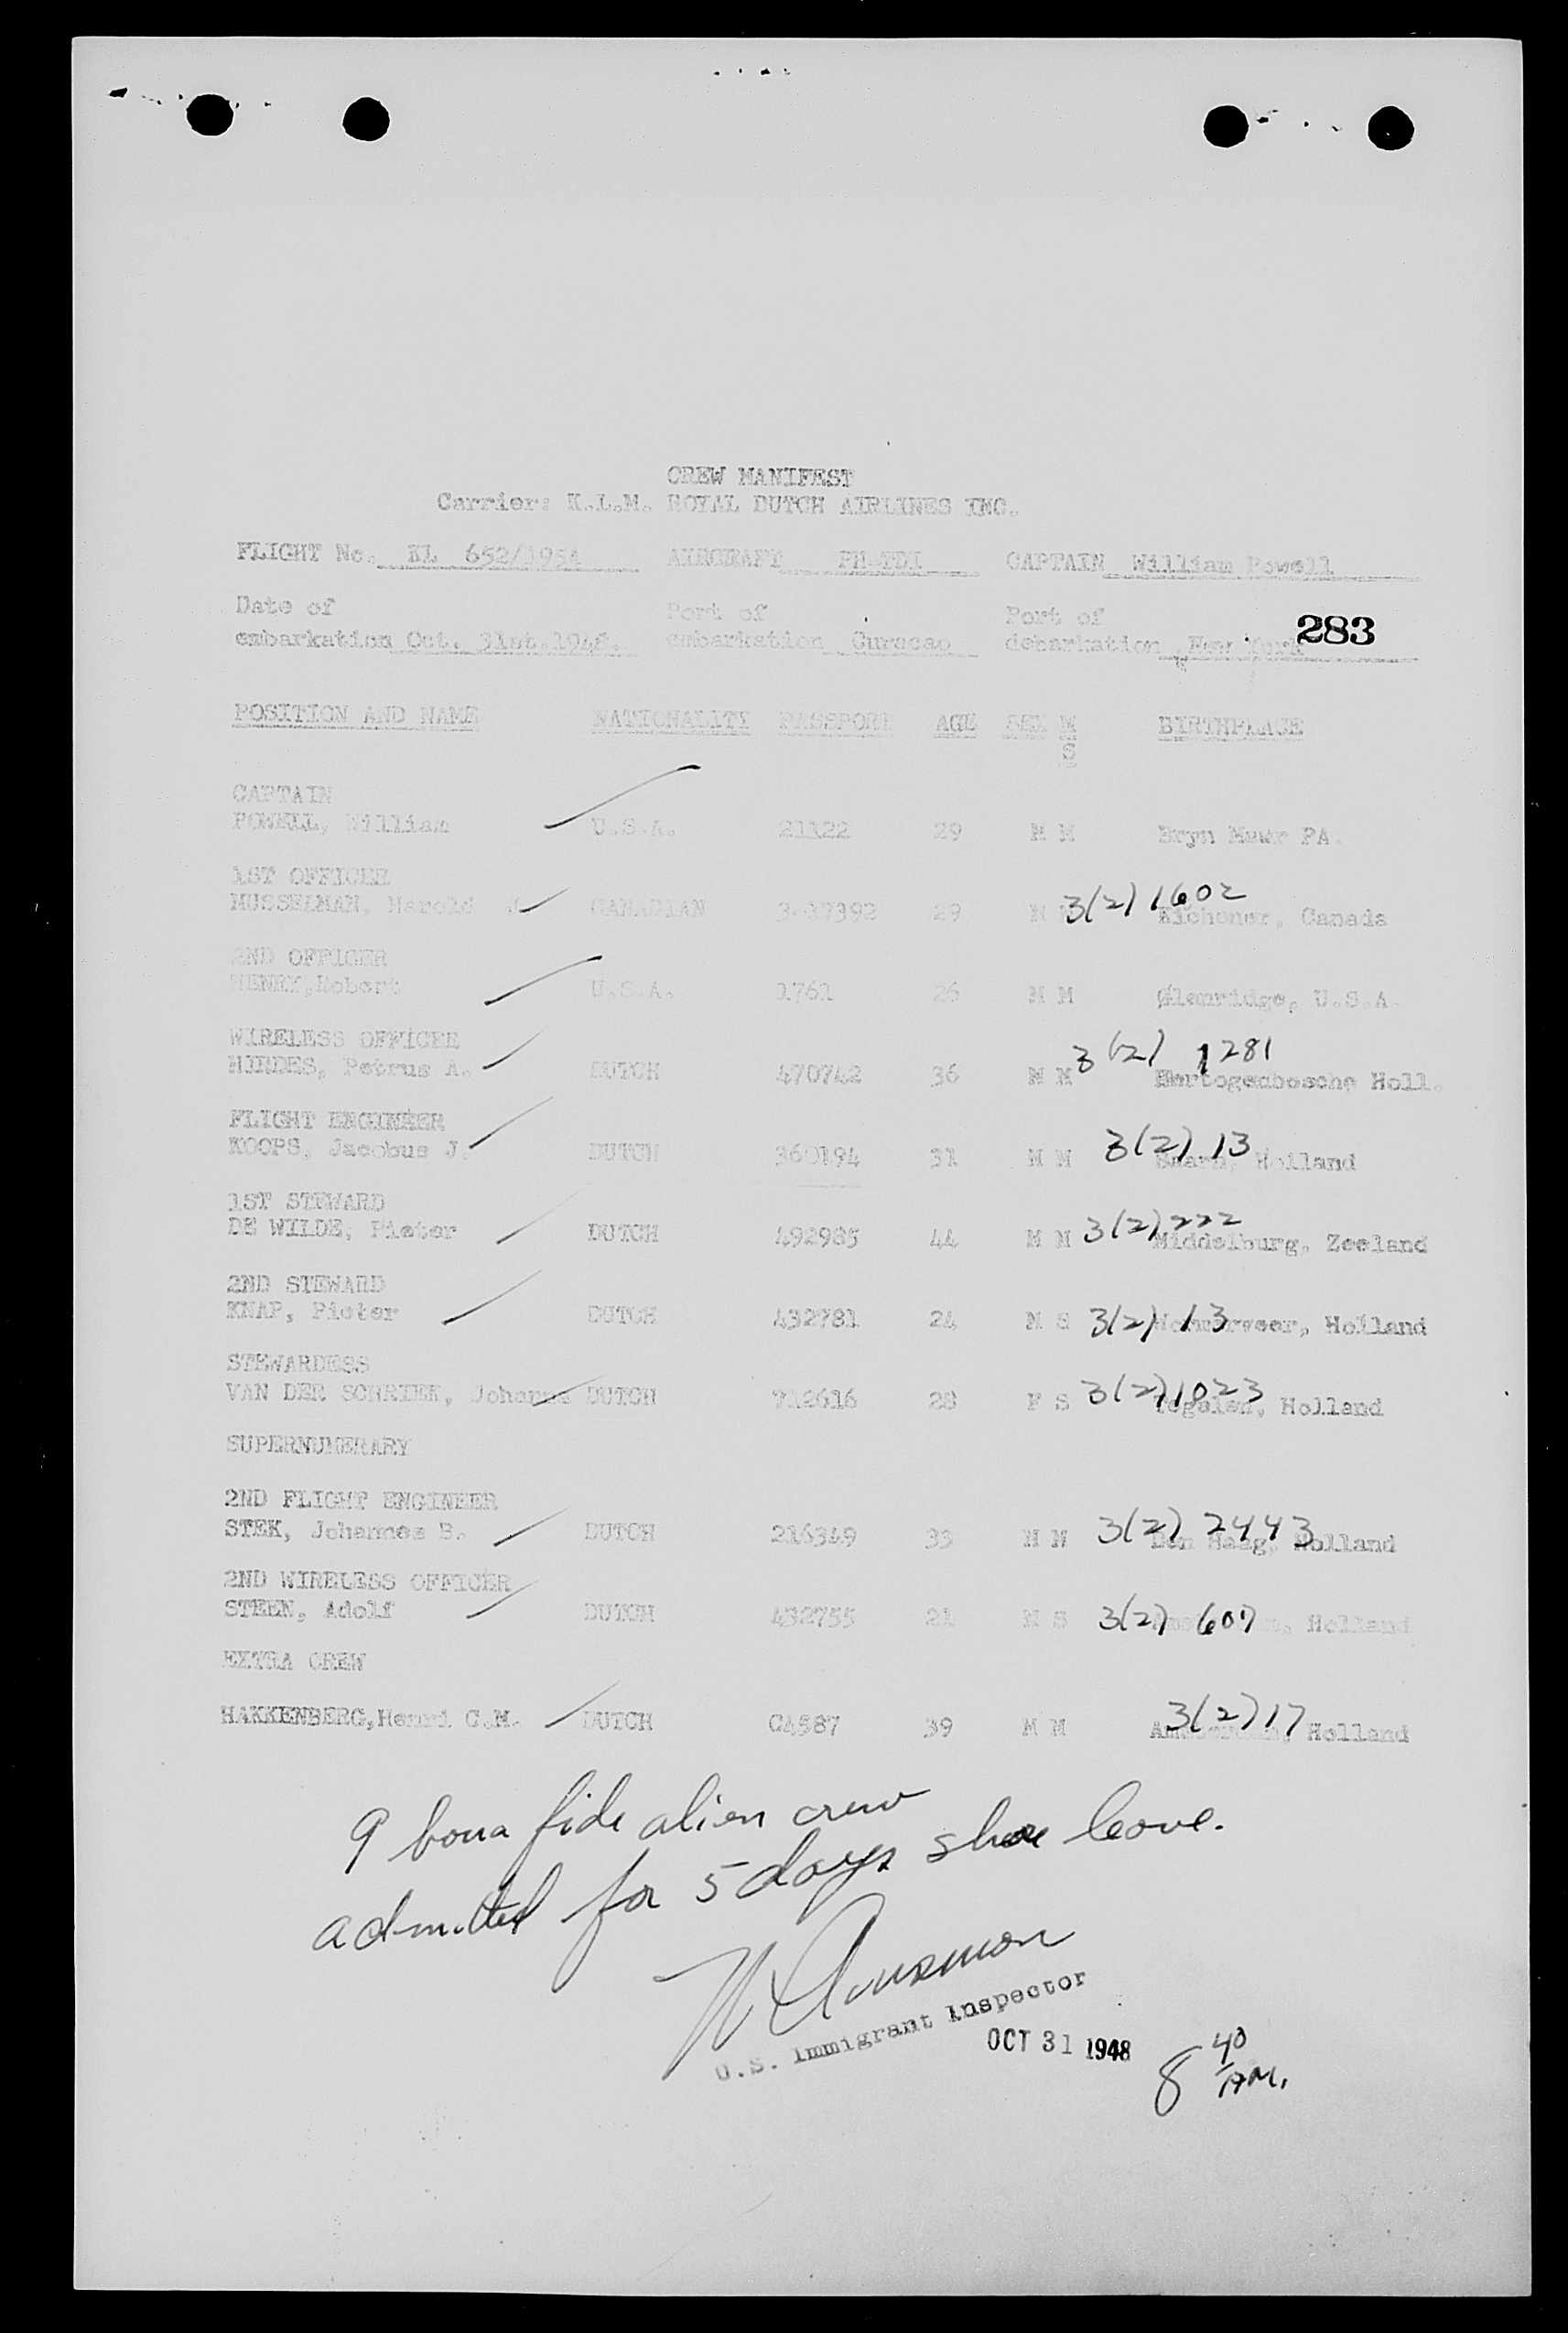 CREW MANIFEST
Carrier: K.L.M. ROYAL DUTCH AIRLINES INC.
FLIGHT No. KL 652/1954 AIRCRAFT PH-TDI CAPTAIN William Powell
Date of Port of Port of
embarkation Oct. 31st.1948. embarkation Curacao debarkation New York 283
POSITION AND NAME NATIONALITY PASSPORT AGE SEX M BIRTHPLACE
S
CAPTAIN
POWELL, William U.S.A. 21122 29 M M Bryn Mawr PA.
1ST OFFICER
MUSSELMAN, Harold J. CANADIAN 29 M 3(2) 1602 Canada
2ND OFFICER
HENRY,Robert U.S.A. 1761 26 M M U.S.A.
WIRELESS OFFICER
Petrus A. DUTCH 470742 36 M M 3(2) 1281 Hertogenbosche Holl.
FLIGHT ENGINEER
KOOPS, Jacobus J. DUTCH 360194 31 M M 3(2) 13 Holland
1ST STEWARD
DE WILDE, Pieter DUTCH 492985 44 M M 3(2) 222 Middelburg, Zeeland
2ND STEWARD
KNAP, Pieter DUTCH 432781 24 M S 3(2) 13 Holland
STEWARDESS
VAN DER SCHRIEK, Johanna DUTCH 712616 28 F S 3(2) 1023 Tegelen, Holland
SUPERNUMERARY
2ND FLIGHT ENGINEER
STEK, Johannes B. DUTCH 216349 33 M M 3(2) 2443 Den Haag, Holland
2ND WIRELESS OFFICER
STEEN, Adolf DUTCH 432755 21 M S 3(2) 607 Holland
EXTRA CREW
HAKKENBERG,Henri C.M. DUTCH C4587 39 M M 3(2) 17 Amsterdam, Holland
9 bona fide alien crew
admitted for 5 days shore leave.
U.S. Immigrant Inspector
OCT 31 1948 8 40 AM.